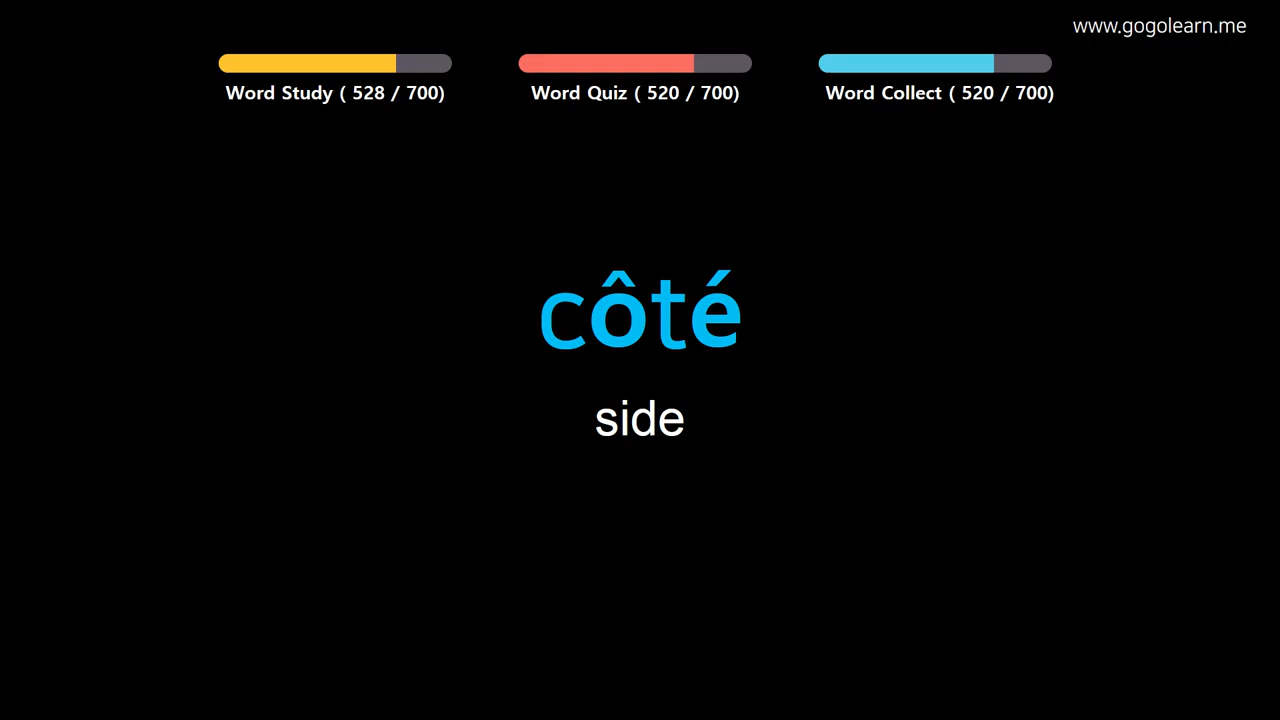 www.gogolearn.me
Word Study ( 528 / 700)
Word Quiz ( 520 / 700)
Word Collect ( 520 / 700)
côté
side